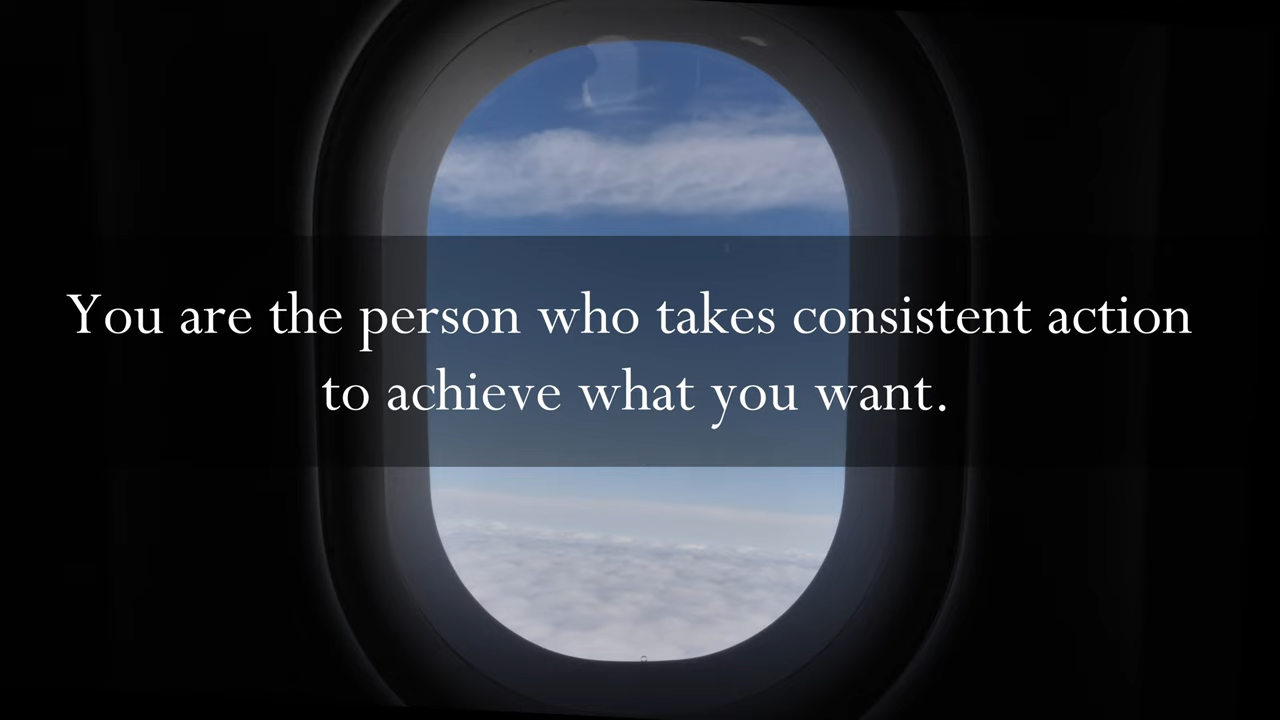 You are the person who takes consistent action
to achieve what you want.